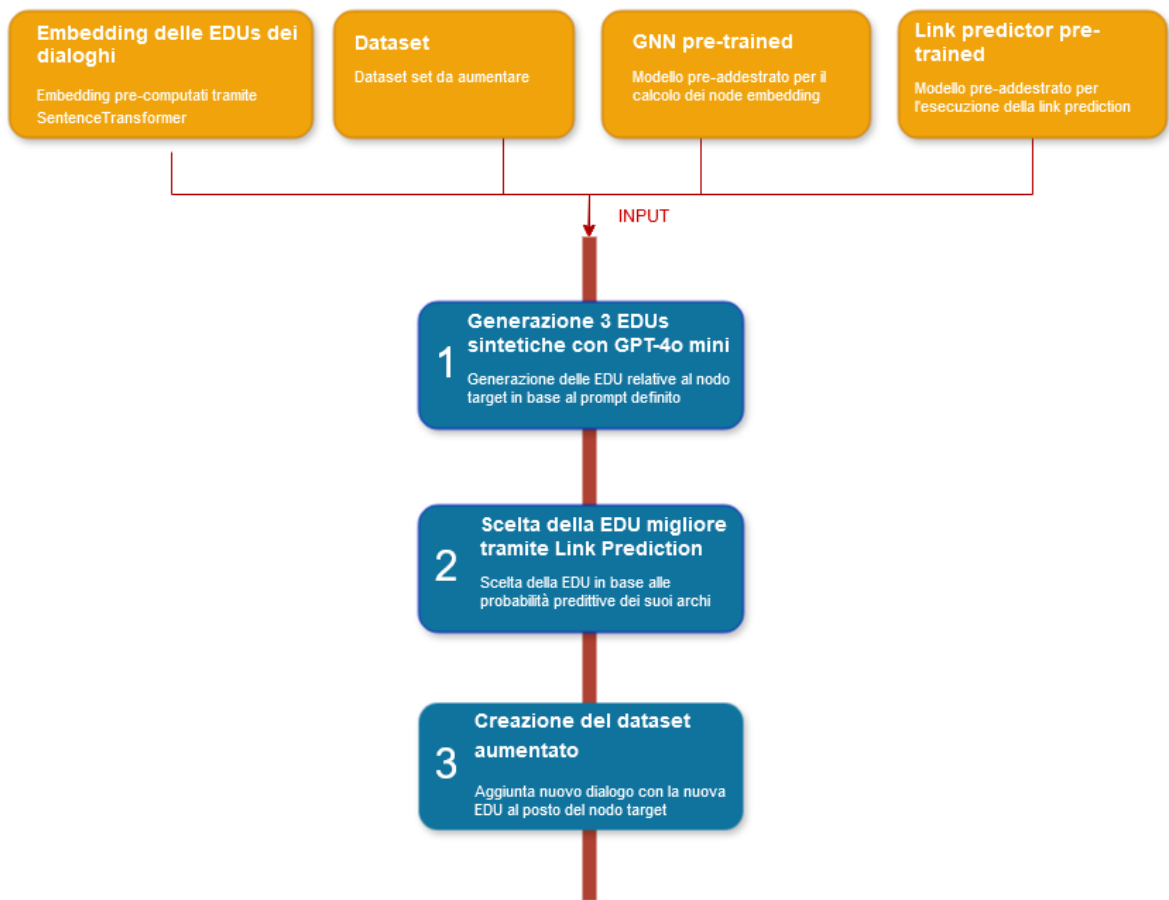 Embedding delle EDUs dei
dialoghi
Embedding pre-computati tramite
SentenceTransformer
Dataset
Dataset set da aumentare
GNN pre-trained
Modello pre-addestrato per il
calcolo dei node embedding
Link predictor pre-
trained
Modello pre-addestrato per
l'esecuzione della link prediction
INPUT
1
Generazione 3 EDUs
sintetiche con GPT-4o mini
Generazione delle EDU relative al nodo
target in base al prompt definito
2
Scelta della EDU migliore
tramite Link Prediction
Scelta della EDU in base alle
probabilità predittive dei suoi archi
3
Creazione del dataset
aumentato
Aggiunta nuovo dialogo con la nuova
EDU al posto del nodo target